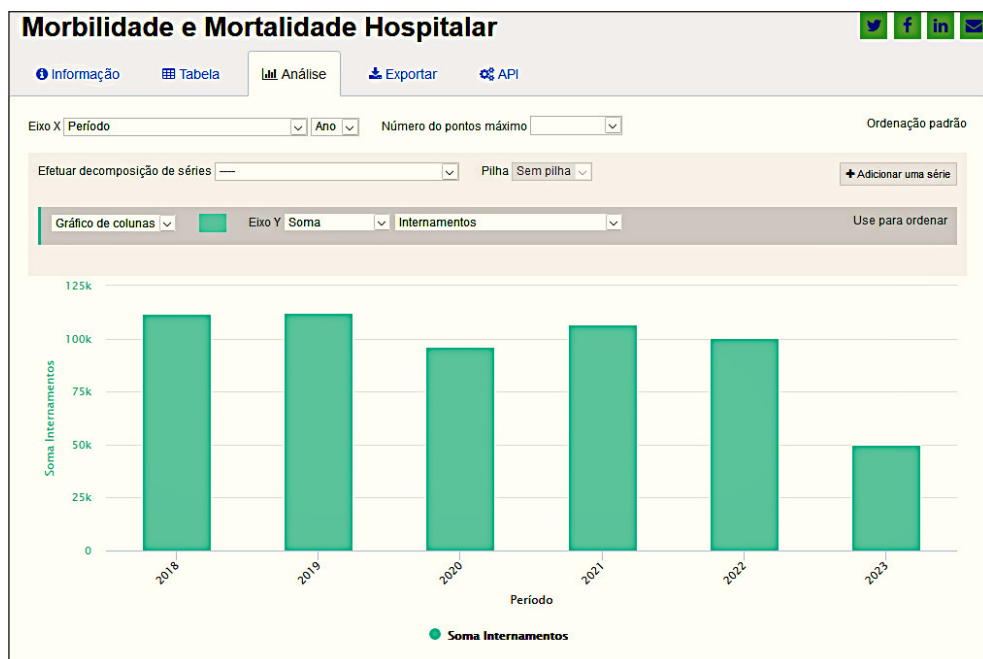 Morbilidade e Mortalidade Hospitalar
Informação Tabela Análise Exportar API
Eixo X Período Ano Número do pontos máximo Ordenação padrão
Efetuar decomposição de séries ---- Pilha Sem pilha + Adicionar uma série
Gráfico de colunas Eixo Y Soma Internamentos Use para ordenar
125k
100k
75k
50k
25k
0
Soma Internamentos
2018 2019 2020 2021 2022 2023
Período
Soma Internamentos